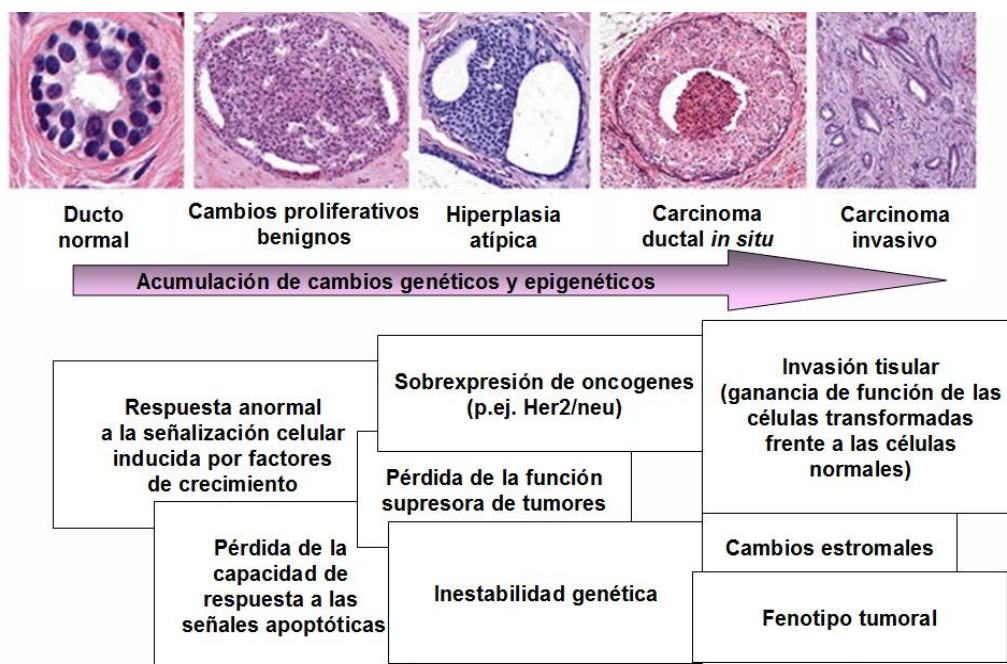 Ducto
normal
Cambios proliferativos
benignos
Hiperplasia
atípica
Carcinoma
ductal in situ
Carcinoma
invasivo
Acumulación de cambios genéticos y epigenéticos
Respuesta anormal
a la señalización celular
inducida por factores
de crecimiento
Pérdida de la
capacidad de
respuesta a las
señales apoptóticas
Sobrexpresión de oncogenes
(p.ej. Her2/neu)
Pérdida de la función
supresora de tumores
Inestabilidad genética
Invasión tisular
(ganancia de función de las
células transformadas
frente a las células
normales)
Cambios estromales
Fenotipo tumoral